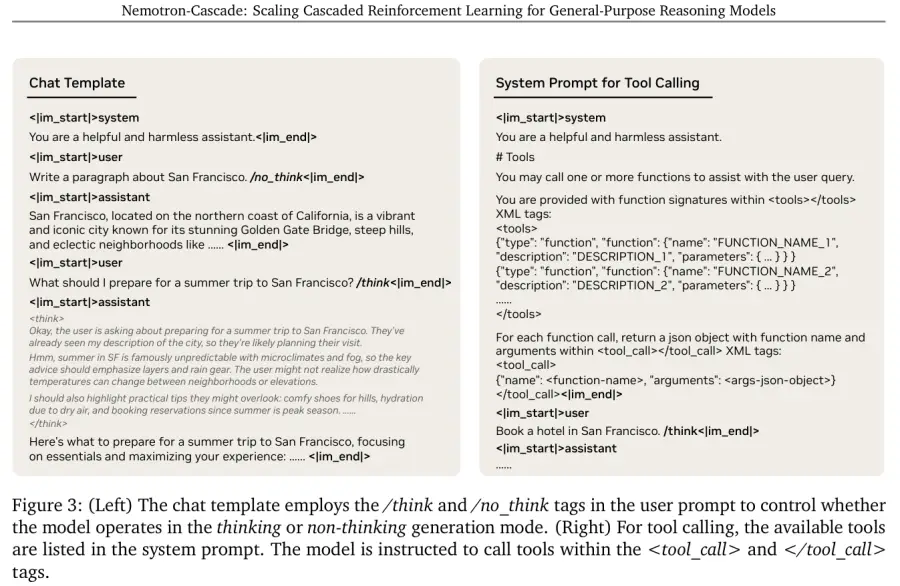 Nemotron-Cascade: Scaling Cascaded Reinforcement Learning for General-Purpose Reasoning Models
Chat Template
<|im_start|>system
You are a helpful and harmless assistant.<|im_end|>
<|im_start|>user
Write a paragraph about San Francisco. /no_think<|im_end|>
<|im_start|>assistant
San Francisco, located on the northern coast of California, is a vibrant
and iconic city known for its stunning Golden Gate Bridge, steep hills,
and eclectic neighborhoods like ...... <|im_end|>
<|im_start|>user
What should I prepare for a summer trip to San Francisco? /think<|im_end|>
<|im_start|>assistant
<think>
Okay, the user is asking about preparing for a summer trip to San Francisco. They've
already seen my description of the city, so they're likely planning their visit.
Hmm, summer in SF is famously unpredictable with microclimates and fog, so the key
advice should emphasize layers and rain gear. The user might not realize how drastically
temperatures can change between neighborhoods or elevations.
I should also highlight practical tips they might overlook: comfy shoes for hills, hydration
due to dry air, and booking reservations since summer is peak season. ......
</think>
Here's what to prepare for a summer trip to San Francisco, focusing
on essentials and maximizing your experience: ...... <|im_end|>
System Prompt for Tool Calling
<|im_start|>system
You are a helpful and harmless assistant.
# Tools
You may call one or more functions to assist with the user query.
You are provided with function signatures within <tools></tools>
XML tags:
<tools>
{"type": "function", "function": {"name": "FUNCTION_NAME_1",
"description": "DESCRIPTION_1", "parameters": { ... } } }
{"type": "function", "function": {"name": "FUNCTION_NAME_2",
"description": "DESCRIPTION_2", "parameters": { ... } } }
......
</tools>
For each function call, return a json object with function name and
arguments within <tool_call></tool_call> XML tags:
<tool_call>
{"name": <function-name>, "arguments": <args-json-object>}
</tool_call><|im_end|>
<|im_start|>user
Book a hotel in San Francisco. /think<|im_end|>
<|im_start|>assistant
......
Figure 3: (Left) The chat template employs the /think and /no_think tags in the user prompt to control whether
the model operates in the thinking or non-thinking generation mode. (Right) For tool calling, the available tools
are listed in the system prompt. The model is instructed to call tools within the <tool_call> and </tool_call>
tags.